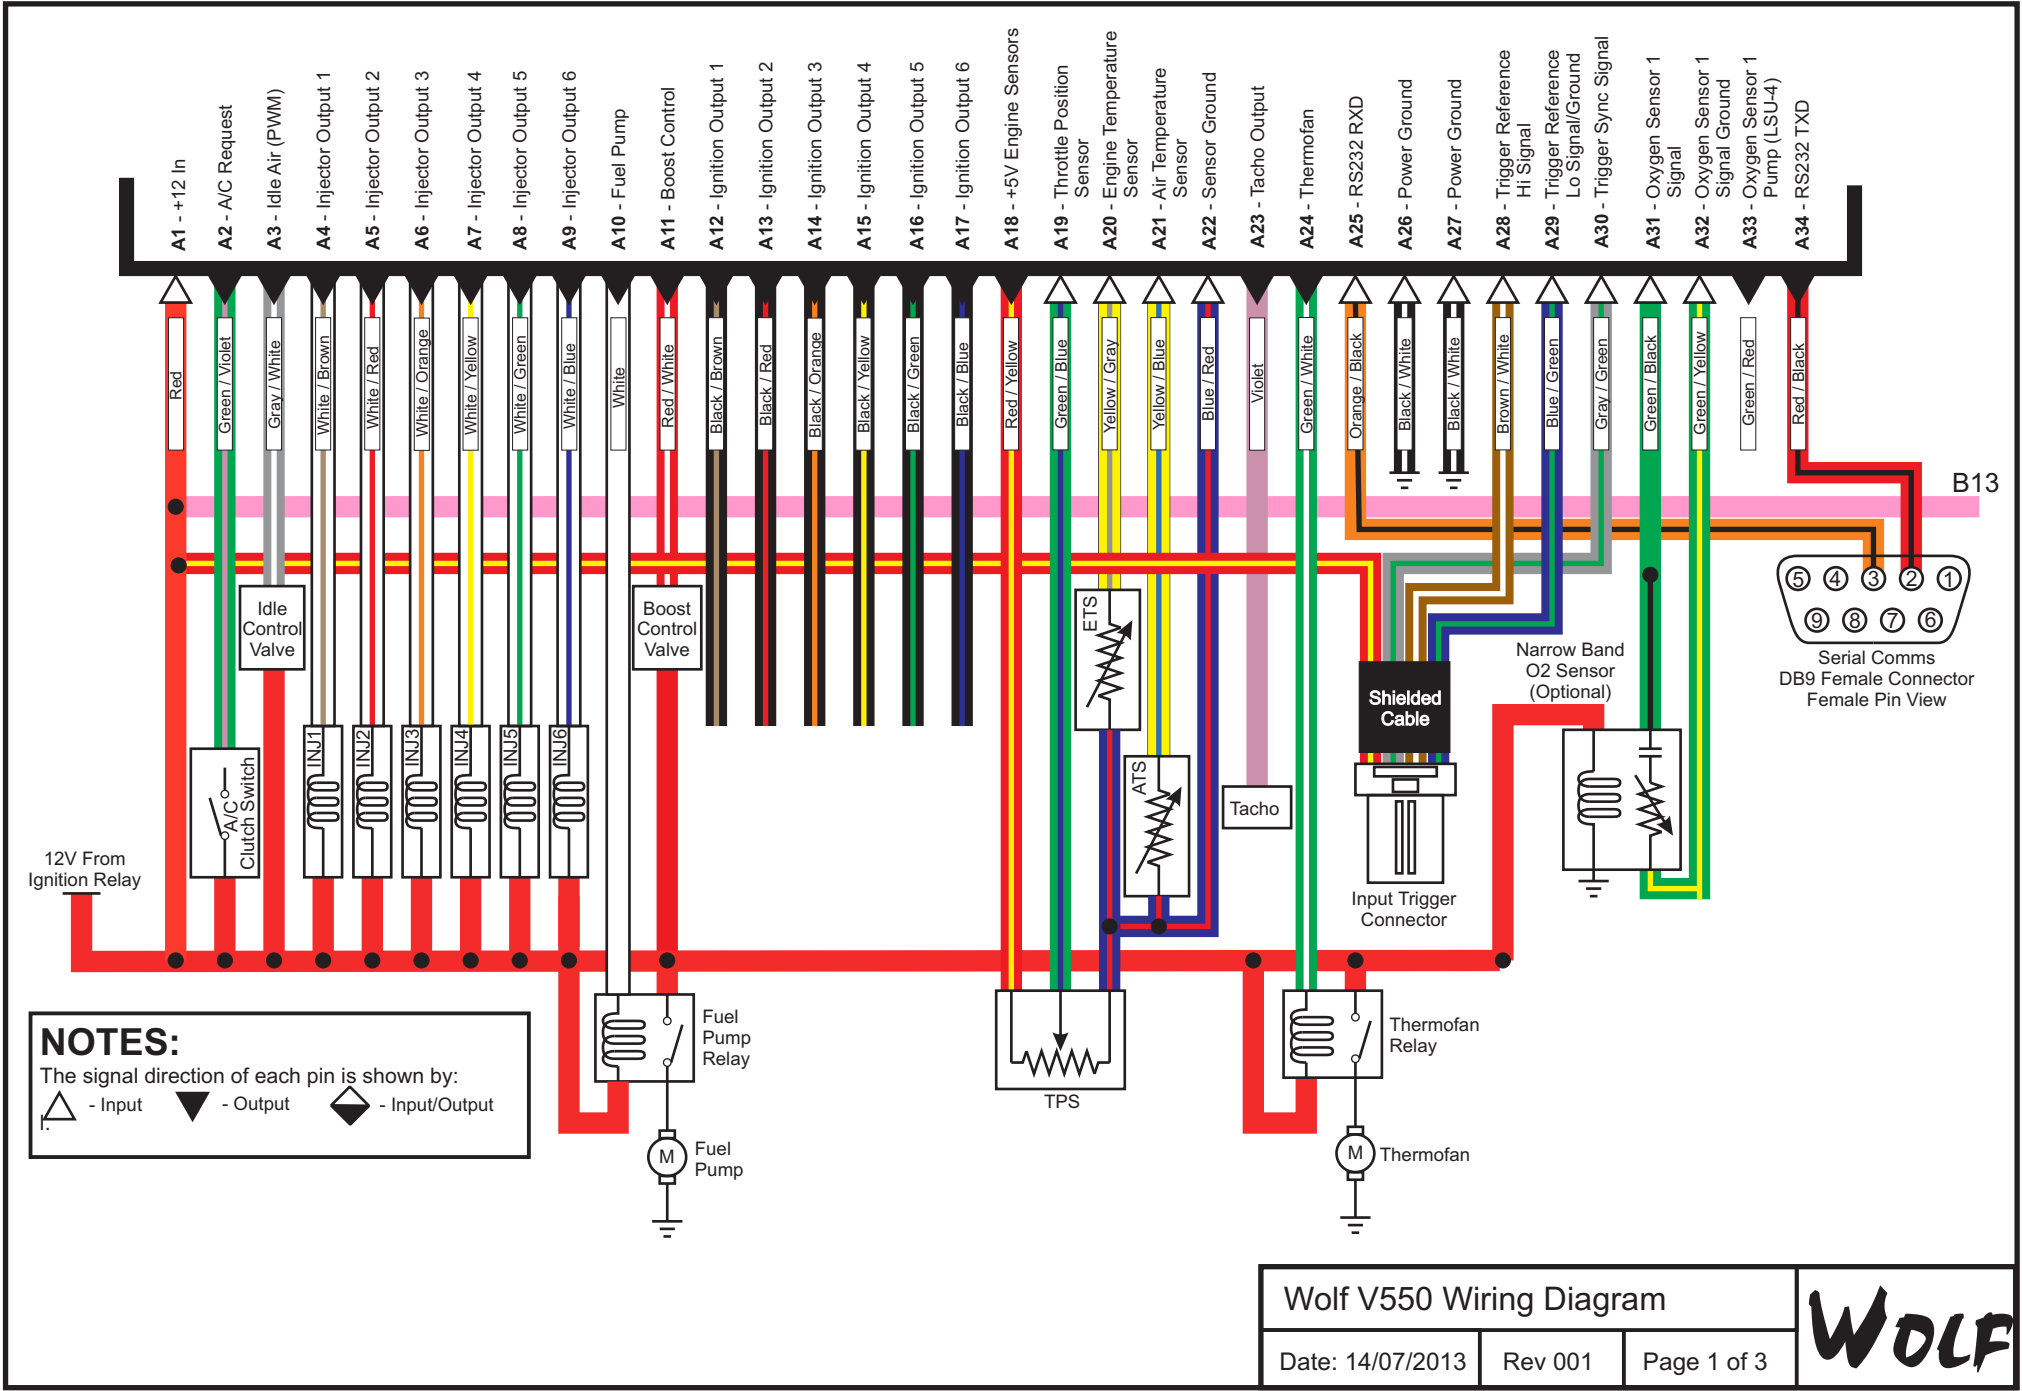 A1 - +12 In
A2 - A/C Request
A3 - Idle Air (PWM)
A4 - Injector Output 1
A5 - Injector Output 2
A6 - Injector Output 3
A7 - Injector Output 4
A8 - Injector Output 5
A9 - Injector Output 6
A10 - Fuel Pump
A11 - Boost Control
A12 - Ignition Output 1
A13 - Ignition Output 2
A14 - Ignition Output 3
A15 - Ignition Output 4
A16 - Ignition Output 5
A17 - Ignition Output 6
A18 - +5V Engine Sensors
A19 - Throttle Position
Sensor
A20 - Engine Temperature
Sensor
A21 - Air Temperature
Sensor
A22 - Sensor Ground
A23 - Tacho Output
A24 - Thermofan
A25 - RS232 RXD
A26 - Power Ground
A27 - Power Ground
A28 - Trigger Reference
Hi Signal
A29 - Trigger Reference
Lo Signal/Ground
A30 - Trigger Sync Signal
A31 - Oxygen Sensor 1
Signal
A32 - Oxygen Sensor 1
Signal Ground
A33 - Oxygen Sensor 1
Pump (LSU-4)
A34 - RS232 TXD
Red
Green / Violet
Gray / White
White / Brown
White / Red
White / Orange
White / Yellow
White / Green
White / Blue
White
Red / White
Black / Brown
Black / Red
Black / Orange
Black / Yellow
Black / Green
Black / Blue
Red / Yellow
Green / Blue
Yellow / Gray
Yellow / Blue
Blue / Red
Violet
Green / White
Orange / Black
Black / White
Black / White
Brown / White
Blue / Green
Gray / Green
Green / Black
Green / Yellow
Green / Red
Red / Black
B13
5 4 3 2 1
9 8 7 6
Serial Comms
DB9 Female Connector
Female Pin View
Idle
Control
Valve
Boost
Control
Valve
ETS
ATS
Shielded
Cable
Narrow Band
O2 Sensor
(Optional)
INJ1
INJ2
INJ3
INJ4
INJ5
INJ6
A/C
Clutch Switch
Tacho
12V From
Ignition Relay
Input Trigger
Connector
Fuel
Pump
Relay
TPS
Thermofan
Relay
M
Fuel
Pump
M
Thermofan
NOTES:
The signal direction of each pin is shown by:
- Input
- Output
- Input/Output
I.
Wolf V550 Wiring Diagram
Date: 14/07/2013
Rev 001
Page 1 of 3
WOLF